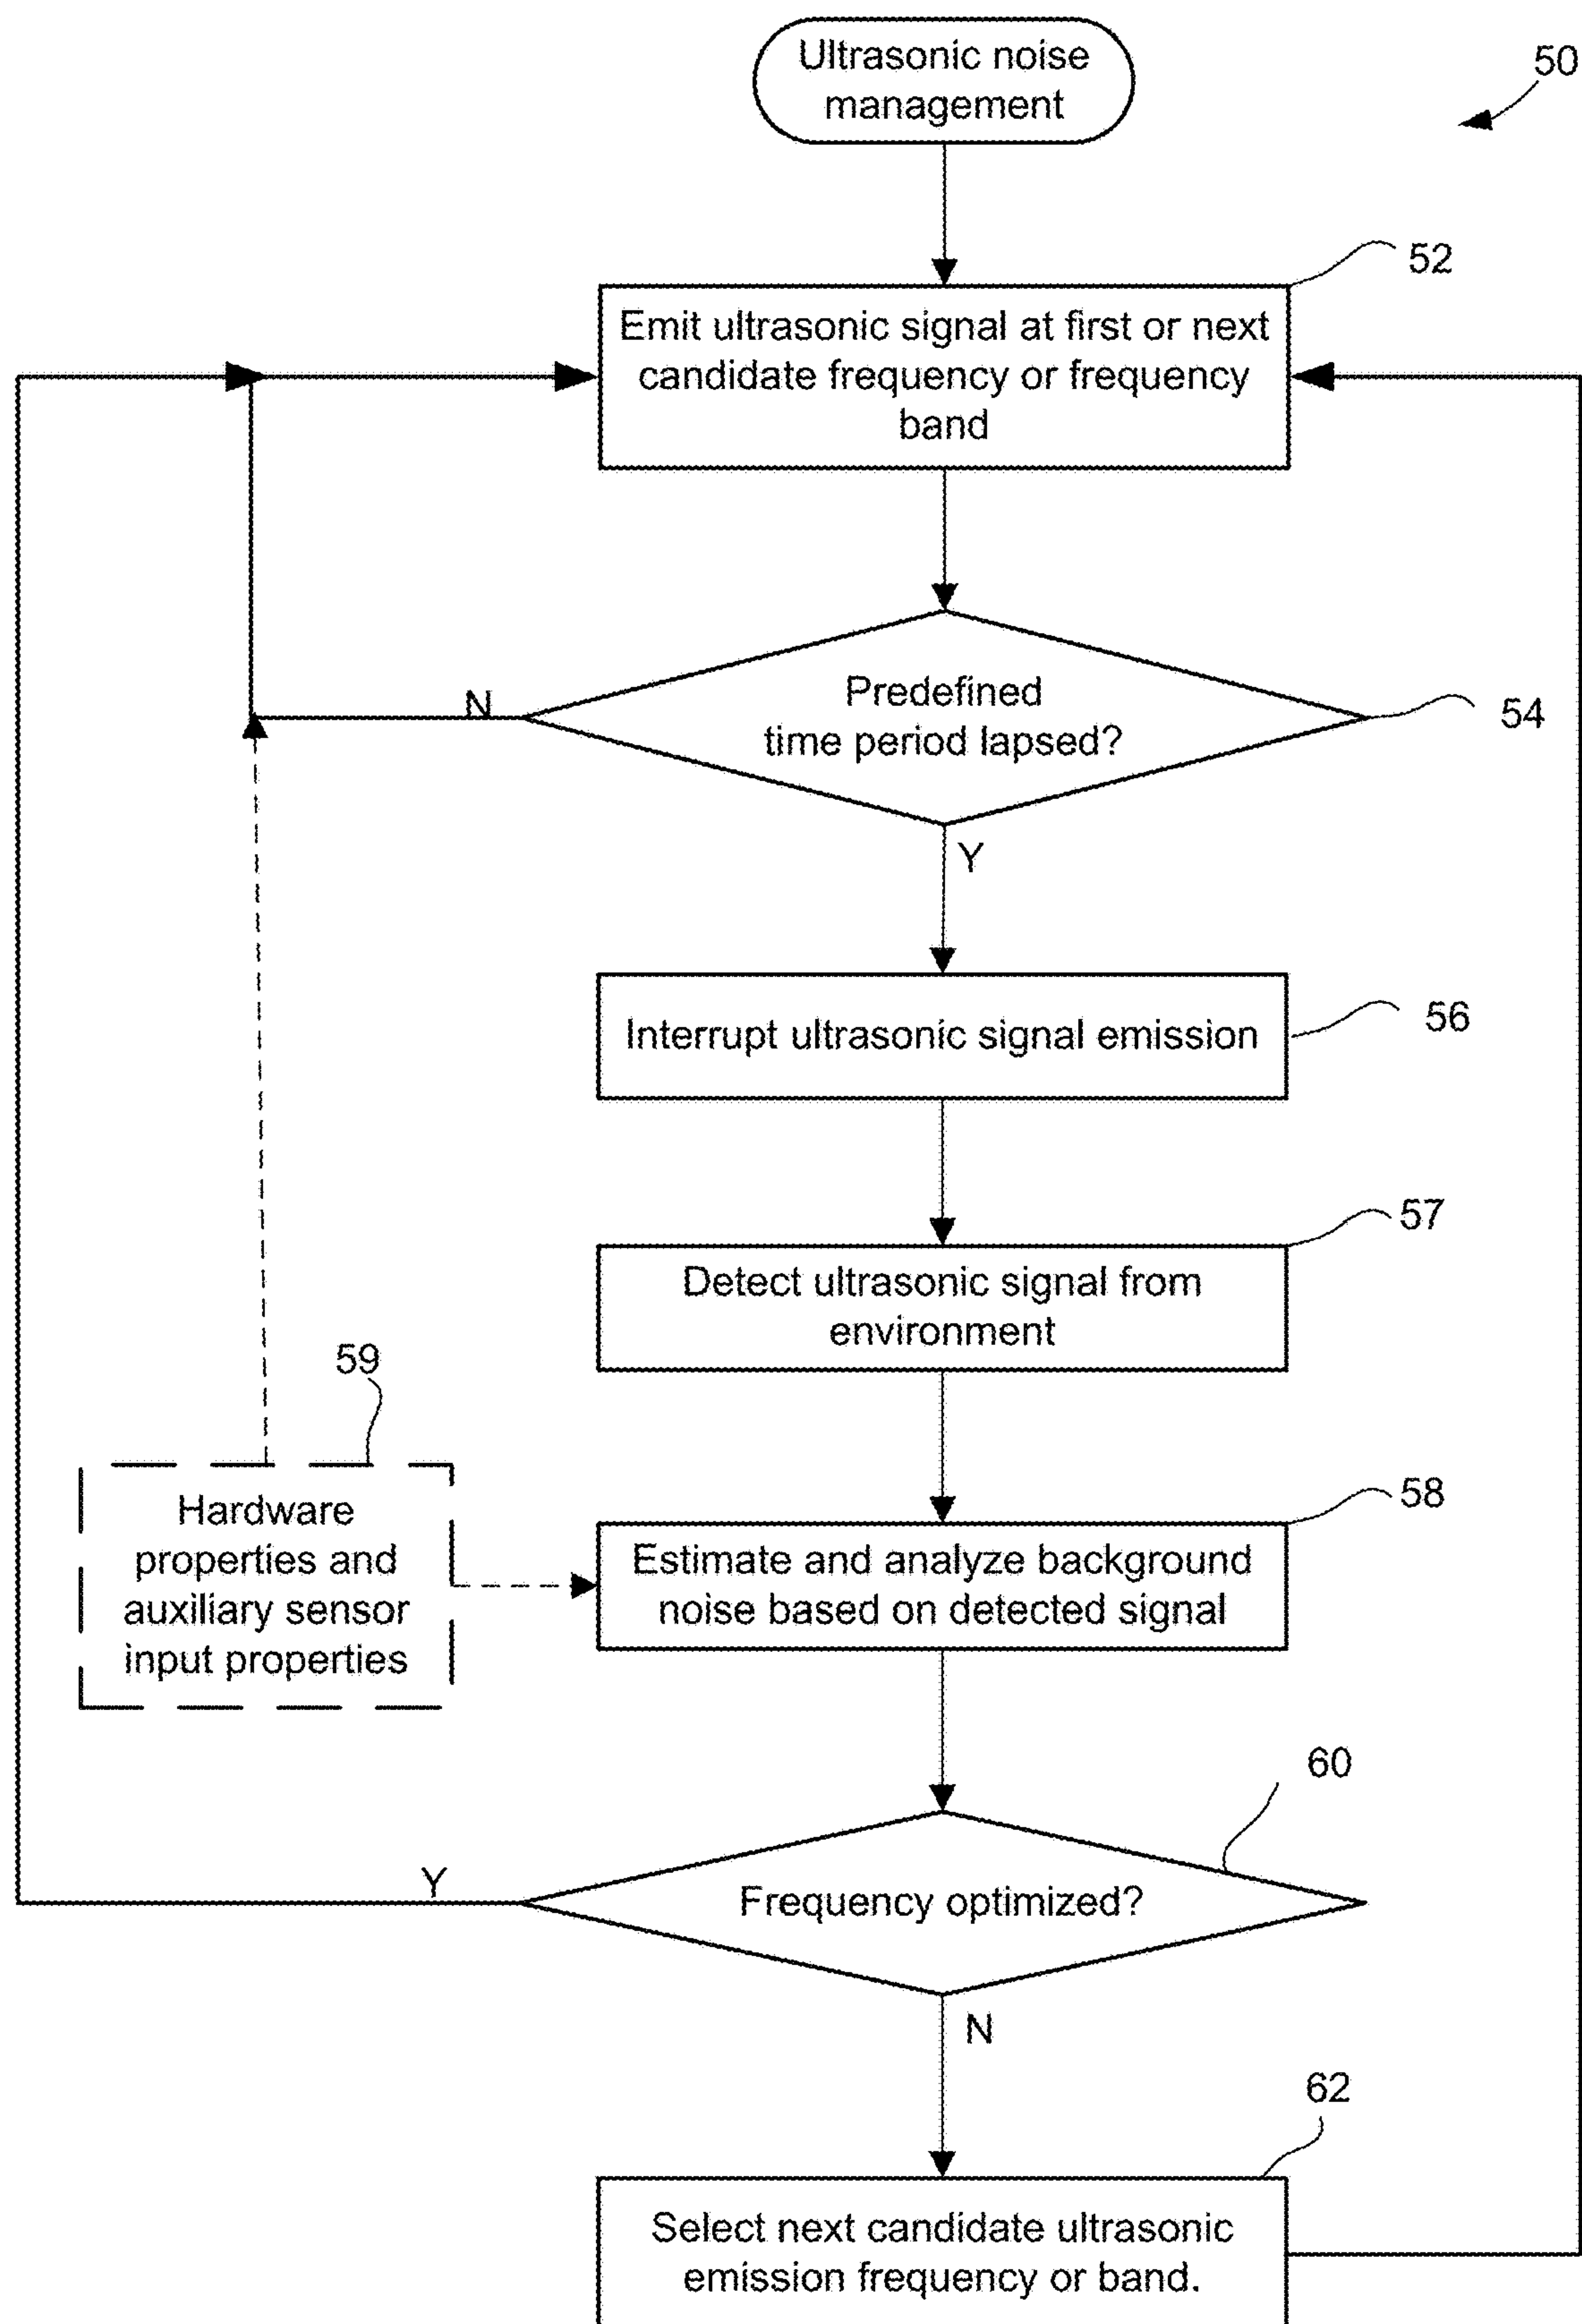 Ultrasonic noise
management
50
52
Emit ultrasonic signal at first or next
candidate frequency or frequency
band
N
Predefined
time period lapsed?
54
Y
Interrupt ultrasonic signal emission
56
57
Detect ultrasonic signal from
environment
59
Hardware
properties and
auxiliary sensor
input properties
58
Estimate and analyze background
noise based on detected signal
60
Y
Frequency optimized?
N
62
Select next candidate ultrasonic
emission frequency or band.